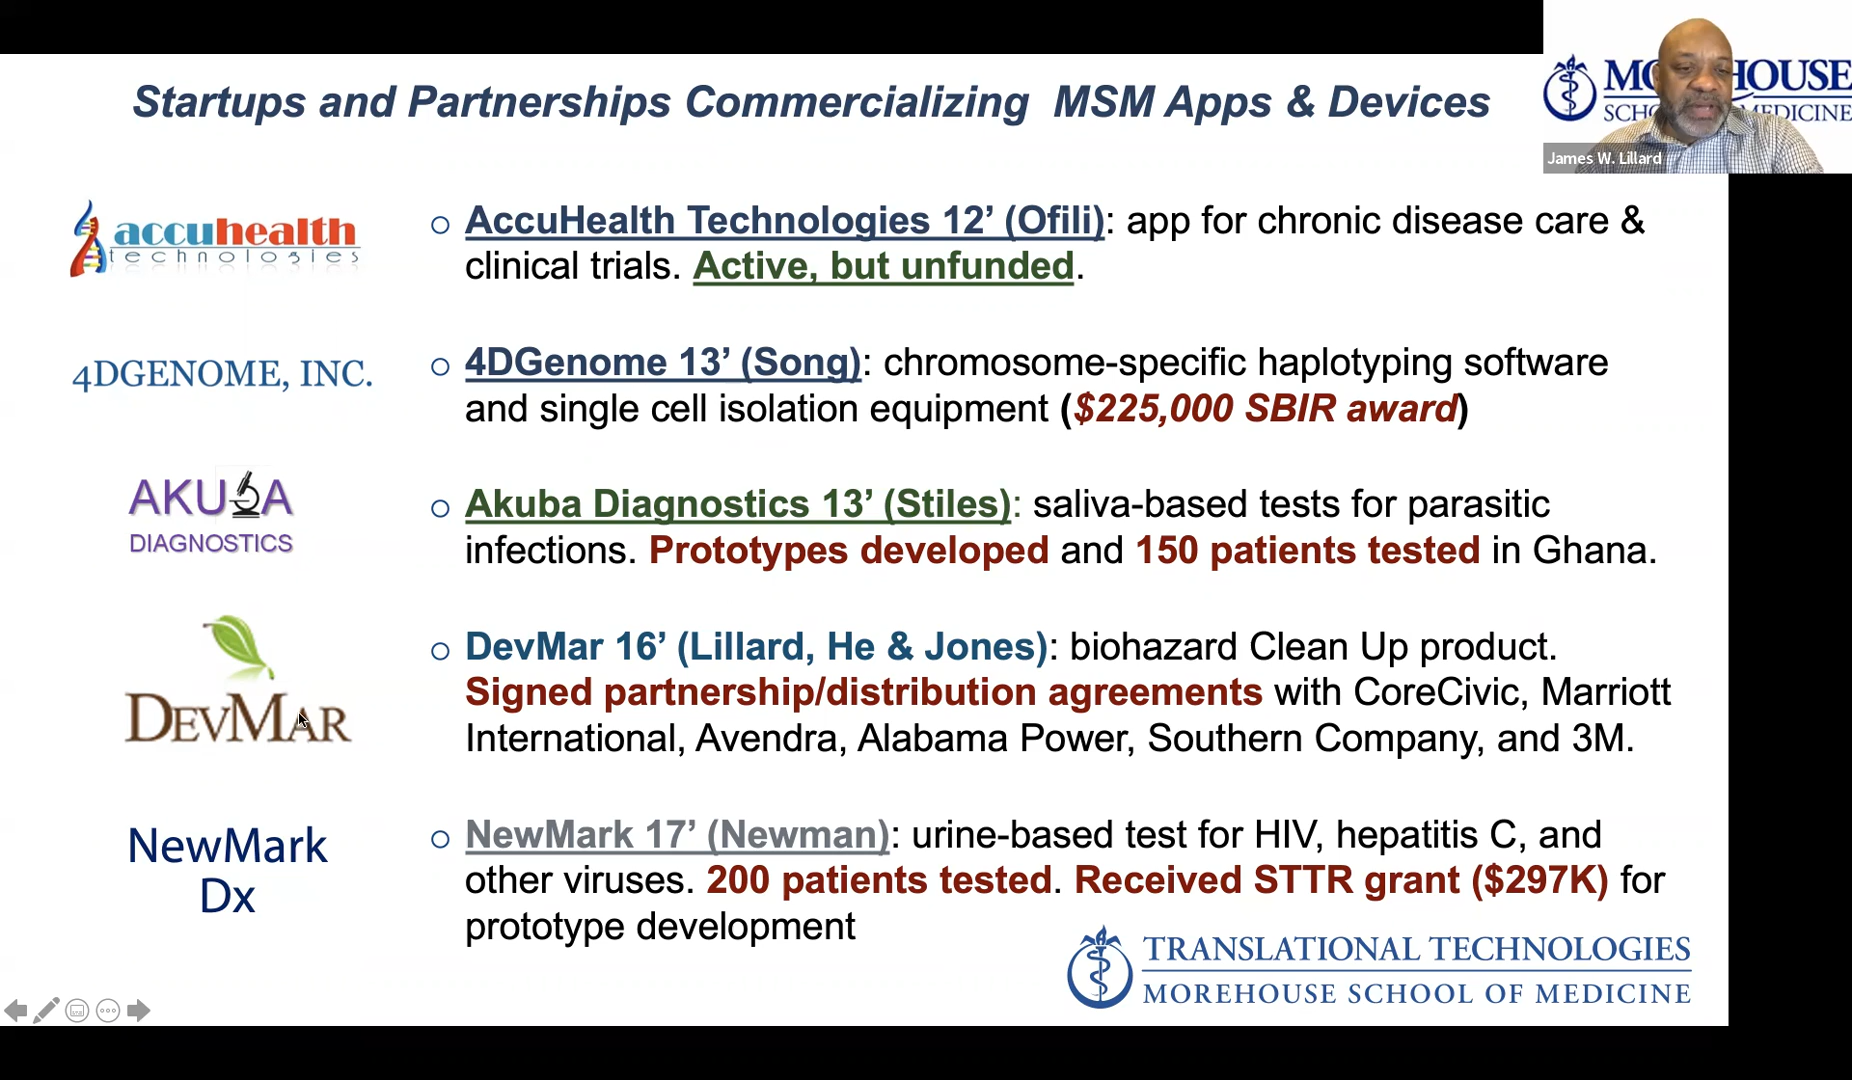 Startups and Partnerships Commercializing MSM Apps & Devices
MO HOUSE
SCH DICINE
James W. Lillard
accuhealth
technologies
AccuHealth Technologies 12’ (Ofili): app for chronic disease care &
clinical trials. Active, but unfunded.
4DGENOME, INC.
4DGenome 13’ (Song): chromosome-specific haplotyping software
and single cell isolation equipment ($225,000 SBIR award)
AKUBA
DIAGNOSTICS
Akuba Diagnostics 13’ (Stiles): saliva-based tests for parasitic
infections. Prototypes developed and 150 patients tested in Ghana.
DEVMAR
DevMar 16’ (Lillard, He & Jones): biohazard Clean Up product.
Signed partnership/distribution agreements with CoreCivic, Marriott
International, Avendra, Alabama Power, Southern Company, and 3M.
NewMark
Dx
NewMark 17’ (Newman): urine-based test for HIV, hepatitis C, and
other viruses. 200 patients tested. Received STTR grant ($297K) for
prototype development
TRANSLATIONAL TECHNOLOGIES
MOREHOUSE SCHOOL OF MEDICINE